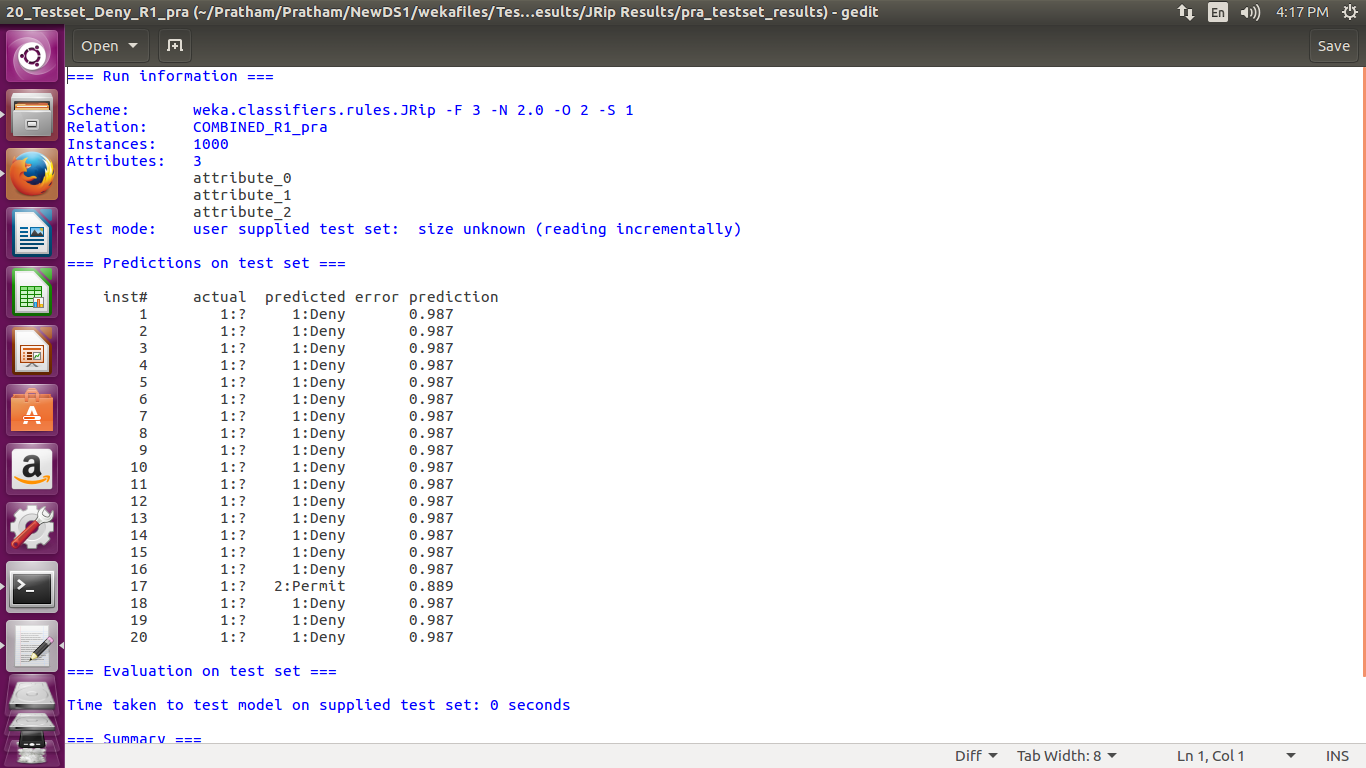 20_Testset_Deny_R1_pra (~/Pratham/Pratham/NewDS1/wekafiles/Tes...esults/JRip Results/pra_testset_results) - gedit
En 4:17 PM
Open Save
=== Run information ===
Scheme: weka.classifiers.rules.JRip -F 3 -N 2.0 -O 2 -S 1
Relation: COMBINED_R1_pra
Instances: 1000
Attributes: 3
attribute_0
attribute_1
attribute_2
Test mode: user supplied test set: size unknown (reading incrementally)
=== Predictions on test set ===
inst# actual predicted error prediction
1 1:? 1:Deny 0.987
2 1:? 1:Deny 0.987
3 1:? 1:Deny 0.987
4 1:? 1:Deny 0.987
5 1:? 1:Deny 0.987
6 1:? 1:Deny 0.987
7 1:? 1:Deny 0.987
8 1:? 1:Deny 0.987
9 1:? 1:Deny 0.987
10 1:? 1:Deny 0.987
11 1:? 1:Deny 0.987
12 1:? 1:Deny 0.987
13 1:? 1:Deny 0.987
14 1:? 1:Deny 0.987
15 1:? 1:Deny 0.987
16 1:? 1:Deny 0.987
17 1:? 2:Permit 0.889
18 1:? 1:Deny 0.987
19 1:? 1:Deny 0.987
20 1:? 1:Deny 0.987
=== Evaluation on test set ===
Time taken to test model on supplied test set: 0 seconds
=== Summary ===
Diff Tab Width: 8 Ln 1, Col 1 INS